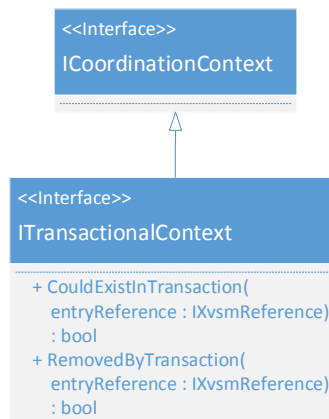 <<Interface>>
ICoordinationContext
<<Interface>>
ITransactionalContext
+ CouldExistInTransaction(
entryReference : IXvsmReference)
: bool
+ RemovedByTransaction(
entryReference : IXvsmReference)
: bool